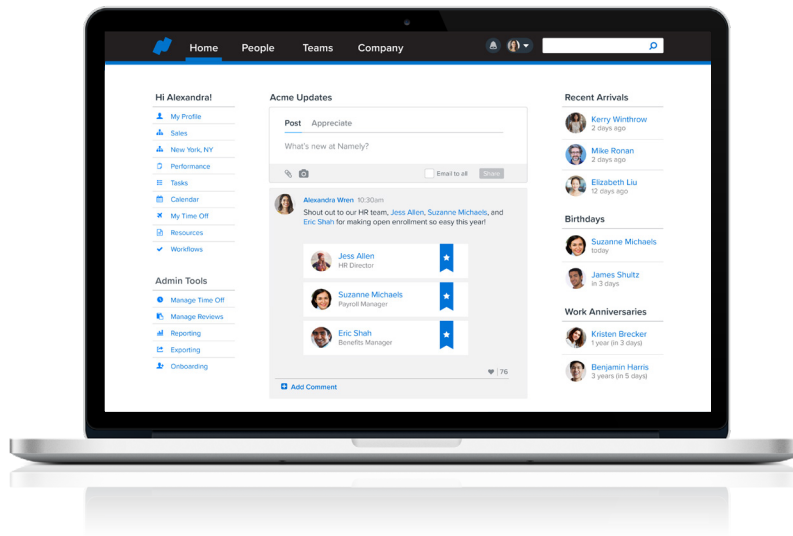 Home People Teams Company
Hi Alexandra!
My Profile
Sales
New York, NY
Performance
Tasks
Calendar
My Time Off
Resources
Workflows
Admin Tools
Manage Time Off
Manage Reviews
Reporting
Exporting
Onboarding
Acme Updates
Post Appreciate
What's new at Namely?
Email to all Share
Alexandra Wren 10:30am
Shout out to our HR team, Jess Allen, Suzanne Michaels, and
Eric Shah for making open enrollment so easy this year!
Jess Allen
HR Director
Suzanne Michaels
Payroll Manager
Eric Shah
Benefits Manager
76
Add Comment
Recent Arrivals
Kerry Winthrow
2 days ago
Mike Ronan
2 days ago
Elizabeth Liu
12 days ago
Birthdays
Suzanne Michaels
today
James Shultz
in 3 days
Work Anniversaries
Kristen Brecker
1 year (in 3 days)
Benjamin Harris
3 years (in 5 days)